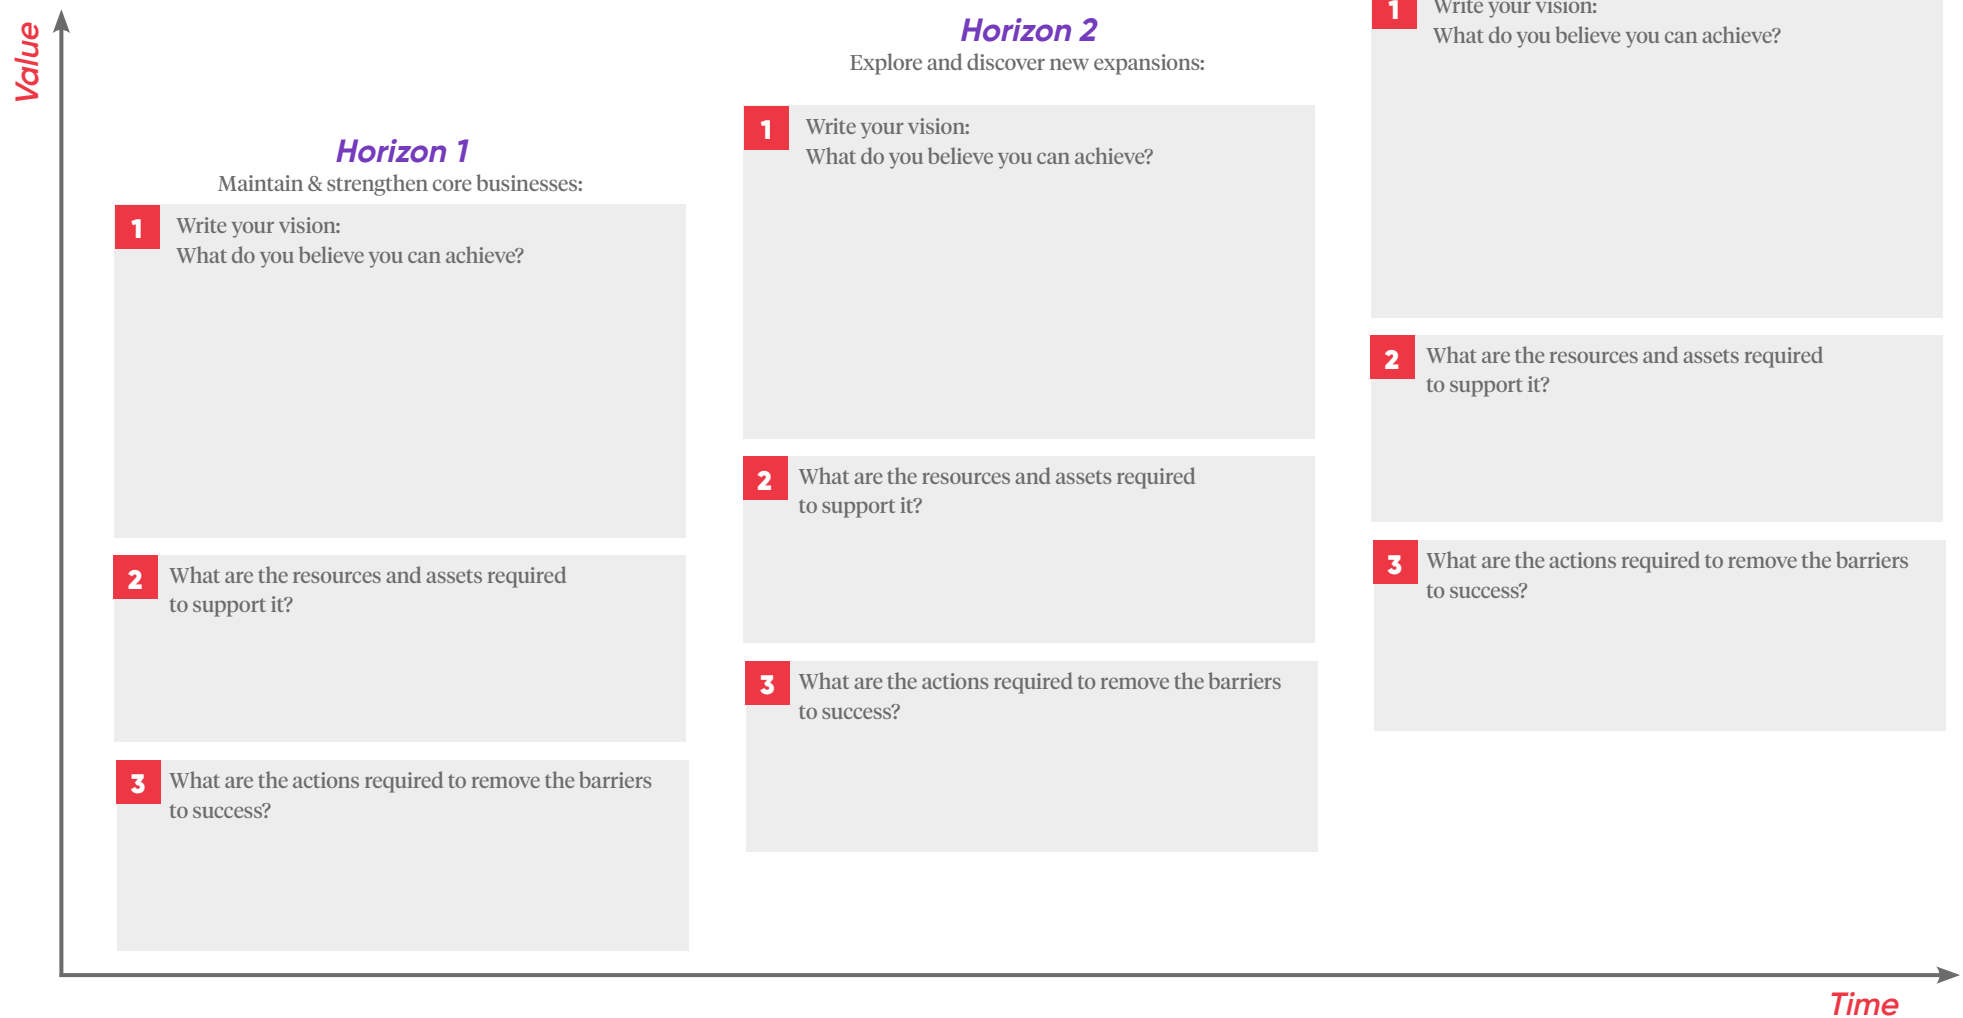 Value
Horizon 1
Maintain & strengthen core businesses:
1
Write your vision:
What do you believe you can achieve?
2
What are the resources and assets required
to support it?
3
What are the actions required to remove the barriers
to success?
Horizon 2
Explore and discover new expansions:
1
Write your vision:
What do you believe you can achieve?
2
What are the resources and assets required
to support it?
3
What are the actions required to remove the barriers
to success?
1
Write your vision:
What do you believe you can achieve?
2
What are the resources and assets required
to support it?
3
What are the actions required to remove the barriers
to success?
Time